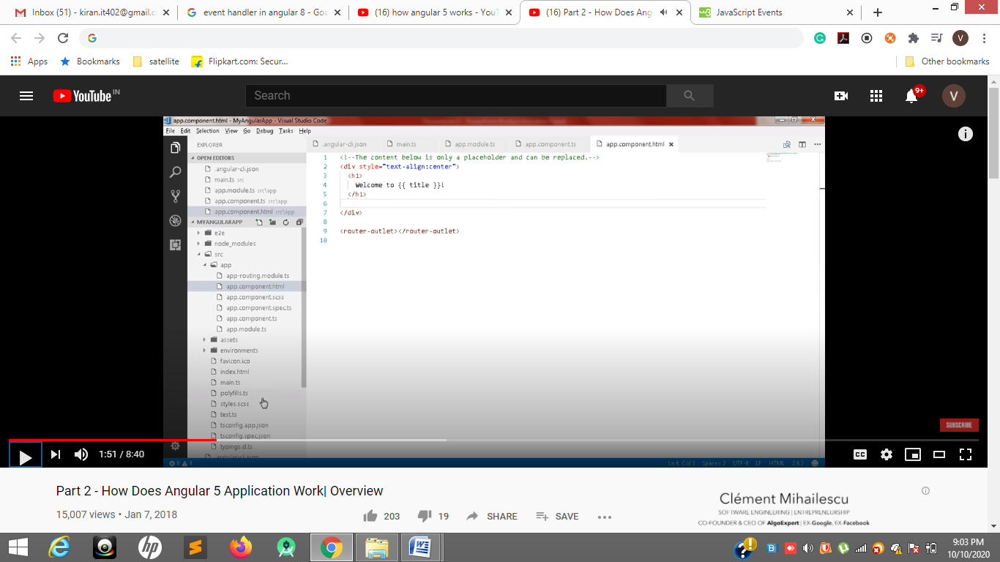 Inbox (51) - kiran.it402@gmail.c
event handler in angular 8 - Goo
(16) how angular 5 works - YouT
(16) Part 2 - How Does Ang
JavaScript Events
Apps
Bookmarks
satellite
Flipkart.com: Secur...
Other bookmarks
V
YouTube IN
Search
9+
V
app.component.html - MyAngularApp - Visual Studio Code
File Edit Selection View Go Debug Tasks Help
EXPLORER
.angular-cli.json
main.ts
app.module.ts
app.component.ts
app.component.html
OPEN EDITORS
.angular-cli.json
main.ts src
app.module.ts src\app
app.component.ts src\app
app.component.html src\app
MYANGULARAPP
e2e
node_modules
src
app
app-routing.module.ts
app.component.html
app.component.scss
app.component.spec.ts
app.component.ts
app.module.ts
assets
environments
favicon.ico
index.html
main.ts
polyfills.ts
styles.scss
test.ts
tsconfig.app.json
tsconfig.spec.json
typings.d.ts
.angular-cli.json
1 <!--The content below is only a placeholder and can be replaced.-->
2 <div style="text-align:center">
3 <h1>
4 Welcome to {{ title }}!
5 </h1>
6
7 </div>
8
9 <router-outlet></router-outlet>
10
SUBSCRIBE
1:51 / 8:40
CC
0 0
Ln 6, Col 3 Spaces: 2 UTF-8 LF HTML 2.6.2
Part 2 - How Does Angular 5 Application Work| Overview
15,007 views • Jan 7, 2018
203
19
SHARE
SAVE
Clément Mihailescu
SOFTWARE ENGINEERING | ENTREPRENEURSHIP
CO-FOUNDER & CEO OF AlgoExpert | EX-Google, EX-Facebook
9:03 PM
10/10/2020